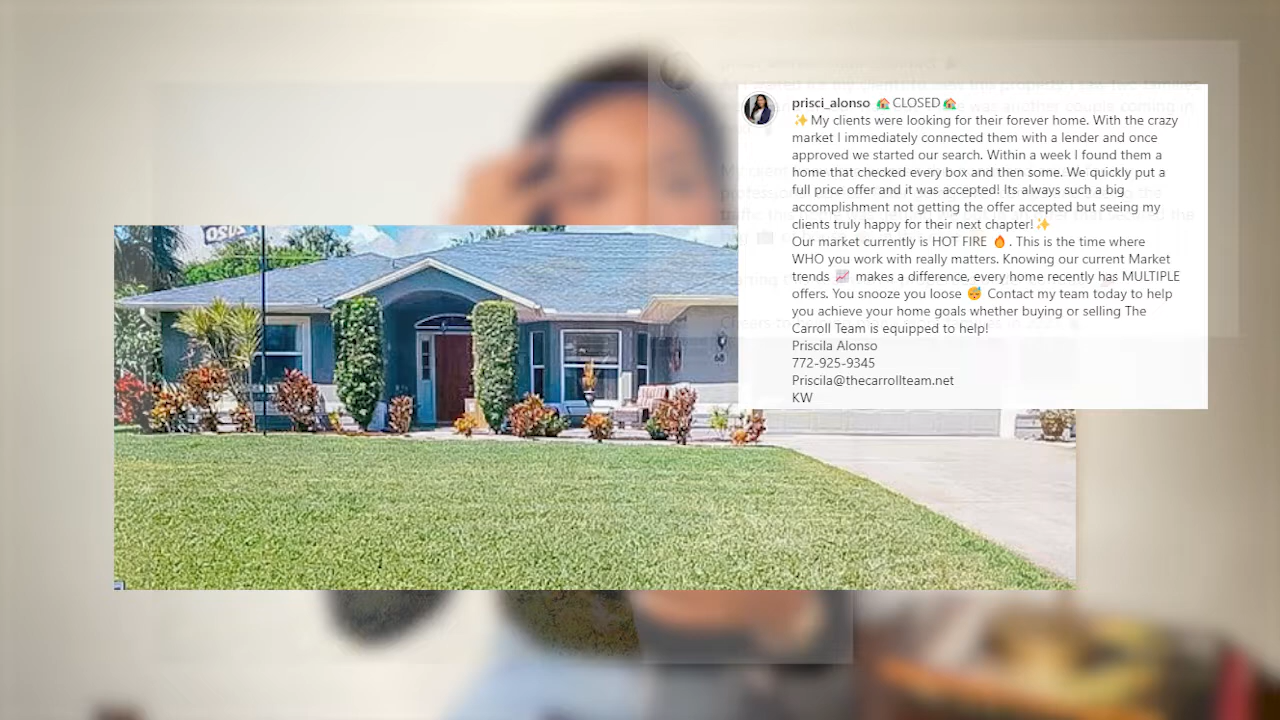 prisci_alonso 🏠CLOSED🏠
✨My clients were looking for their forever home. With the crazy
market I immediately connected them with a lender and once
approved we started our search. Within a week I found them a
home that checked every box and then some. We quickly put a
full price offer and it was accepted! Its always such a big
accomplishment not getting the offer accepted but seeing my
clients truly happy for their next chapter!✨
Our market currently is HOT FIRE 🔥. This is the time where
WHO you work with really matters. Knowing our current Market
trends 📈 makes a difference, every home recently has MULTIPLE
offers. You snooze you loose 😴 Contact my team today to help
you achieve your home goals whether buying or selling The
Carroll Team is equipped to help!
Priscila Alonso
772-925-9345
Priscila@thecarrollteam.net
KW
68